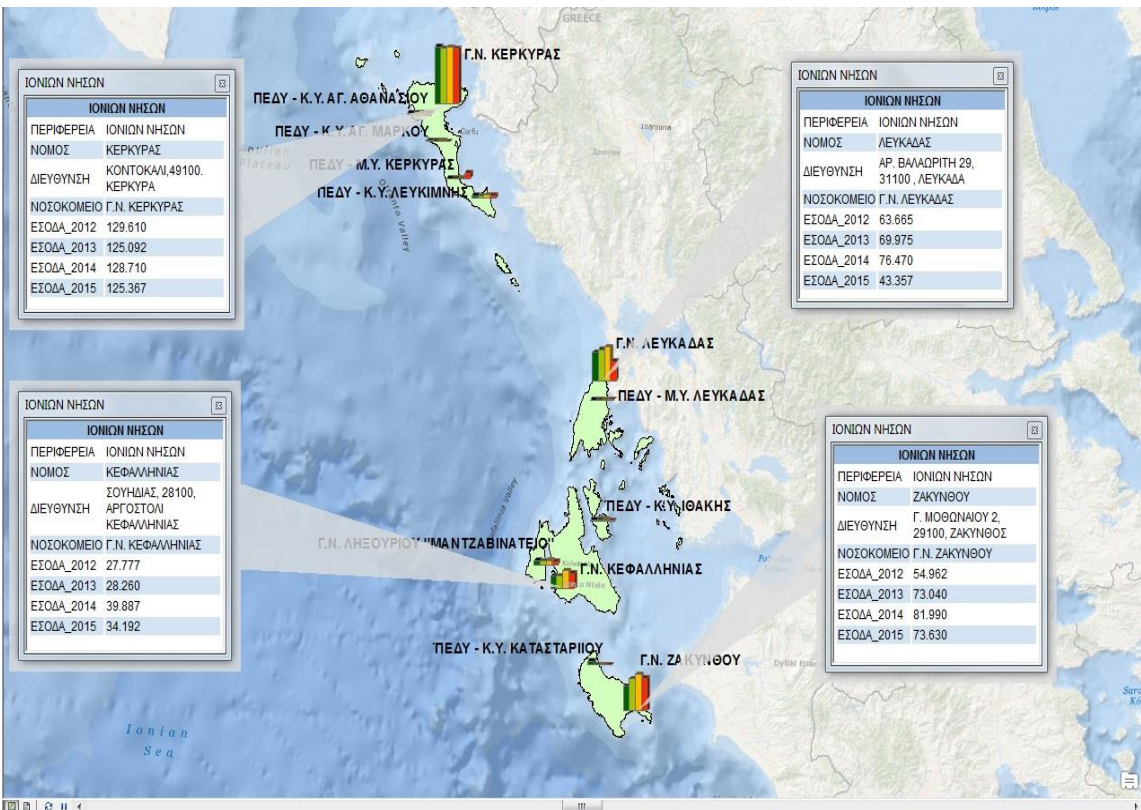 GREECE
Γ.Ν. ΚΕΡΚΥΡΑΣ
ΠΕΔΥ - Κ.Υ. ΑΓ. ΑΘΑΝΑΣΙΟΥ
ΠΕΔΥ - Κ.Υ. ΑΓ. ΜΑΡΚΟΥ
Corfu
ΠΕΔΥ - Μ.Υ. ΚΕΡΚΥΡΑΣ
ΠΕΔΥ - Κ.Υ. ΛΕΥΚΙΜΝΗΣ
Plateau
Otranto Valley
Ioannina
ΙΟΝΙΩΝ ΝΗΣΩΝ
ΙΟΝΙΩΝ ΝΗΣΩΝ
ΠΕΡΙΦΕΡΕΙΑ ΙΟΝΙΩΝ ΝΗΣΩΝ
ΝΟΜΟΣ ΚΕΡΚΥΡΑΣ
ΔΙΕΥΘΥΝΣΗ ΚΟΝΤΟΚΑΛΙ,49100.
ΚΕΡΚΥΡΑ
ΝΟΣΟΚΟΜΕΙΟ Γ.Ν. ΚΕΡΚΥΡΑΣ
ΕΣΟΔΑ_2012 129.610
ΕΣΟΔΑ_2013 125.092
ΕΣΟΔΑ_2014 128.710
ΕΣΟΔΑ_2015 125.367
ΙΟΝΙΩΝ ΝΗΣΩΝ
ΙΟΝΙΩΝ ΝΗΣΩΝ
ΠΕΡΙΦΕΡΕΙΑ ΙΟΝΙΩΝ ΝΗΣΩΝ
ΝΟΜΟΣ ΛΕΥΚΑΔΑΣ
ΔΙΕΥΘΥΝΣΗ ΑΡ. ΒΑΛΑΩΡΙΤΗ 29,
31100 , ΛΕΥΚΑΔΑ
ΝΟΣΟΚΟΜΕΙΟ Γ.Ν. ΛΕΥΚΑΔΑΣ
ΕΣΟΔΑ_2012 63.665
ΕΣΟΔΑ_2013 69.975
ΕΣΟΔΑ_2014 76.470
ΕΣΟΔΑ_2015 43.357
Γ.Ν. ΛΕΥΚΑΔΑΣ
ΠΕΔΥ - Μ.Υ. ΛΕΥΚΑΔΑΣ
ΠΕΔΥ - Κ.Υ. ΙΘΑΚΗΣ
Γ.Ν. ΛΗΞΟΥΡΙΟΥ "ΜΑΝΤΖΑΒΙΝΑΤΕΙΟ"
Γ.Ν. ΚΕΦΑΛΛΗΝΙΑΣ
ΙΟΝΙΩΝ ΝΗΣΩΝ
ΙΟΝΙΩΝ ΝΗΣΩΝ
ΠΕΡΙΦΕΡΕΙΑ ΙΟΝΙΩΝ ΝΗΣΩΝ
ΝΟΜΟΣ ΚΕΦΑΛΛΗΝΙΑΣ
ΔΙΕΥΘΥΝΣΗ ΣΟΥΗΔΙΑΣ, 28100,
ΑΡΓΟΣΤΟΛΙ
ΚΕΦΑΛΛΗΝΙΑΣ
ΝΟΣΟΚΟΜΕΙΟ Γ.Ν. ΚΕΦΑΛΛΗΝΙΑΣ
ΕΣΟΔΑ_2012 27.777
ΕΣΟΔΑ_2013 28.260
ΕΣΟΔΑ_2014 39.887
ΕΣΟΔΑ_2015 34.192
ΙΟΝΙΩΝ ΝΗΣΩΝ
ΙΟΝΙΩΝ ΝΗΣΩΝ
ΠΕΡΙΦΕΡΕΙΑ ΙΟΝΙΩΝ ΝΗΣΩΝ
ΝΟΜΟΣ ΖΑΚΥΝΘΟΥ
ΔΙΕΥΘΥΝΣΗ Γ. ΜΟΘΩΝΑΙΟΥ 2,
29100, ΖΑΚΥΝΘΟΣ
ΝΟΣΟΚΟΜΕΙΟ Γ.Ν. ΖΑΚΥΝΘΟΥ
ΕΣΟΔΑ_2012 54.962
ΕΣΟΔΑ_2013 73.040
ΕΣΟΔΑ_2014 81.990
ΕΣΟΔΑ_2015 73.630
ΠΕΔΥ - Κ.Υ. ΚΑΤΑΣΤΑΡΙΟΥ
Γ.Ν. ΖΑΚΥΝΘΟΥ
Ionian
Sea